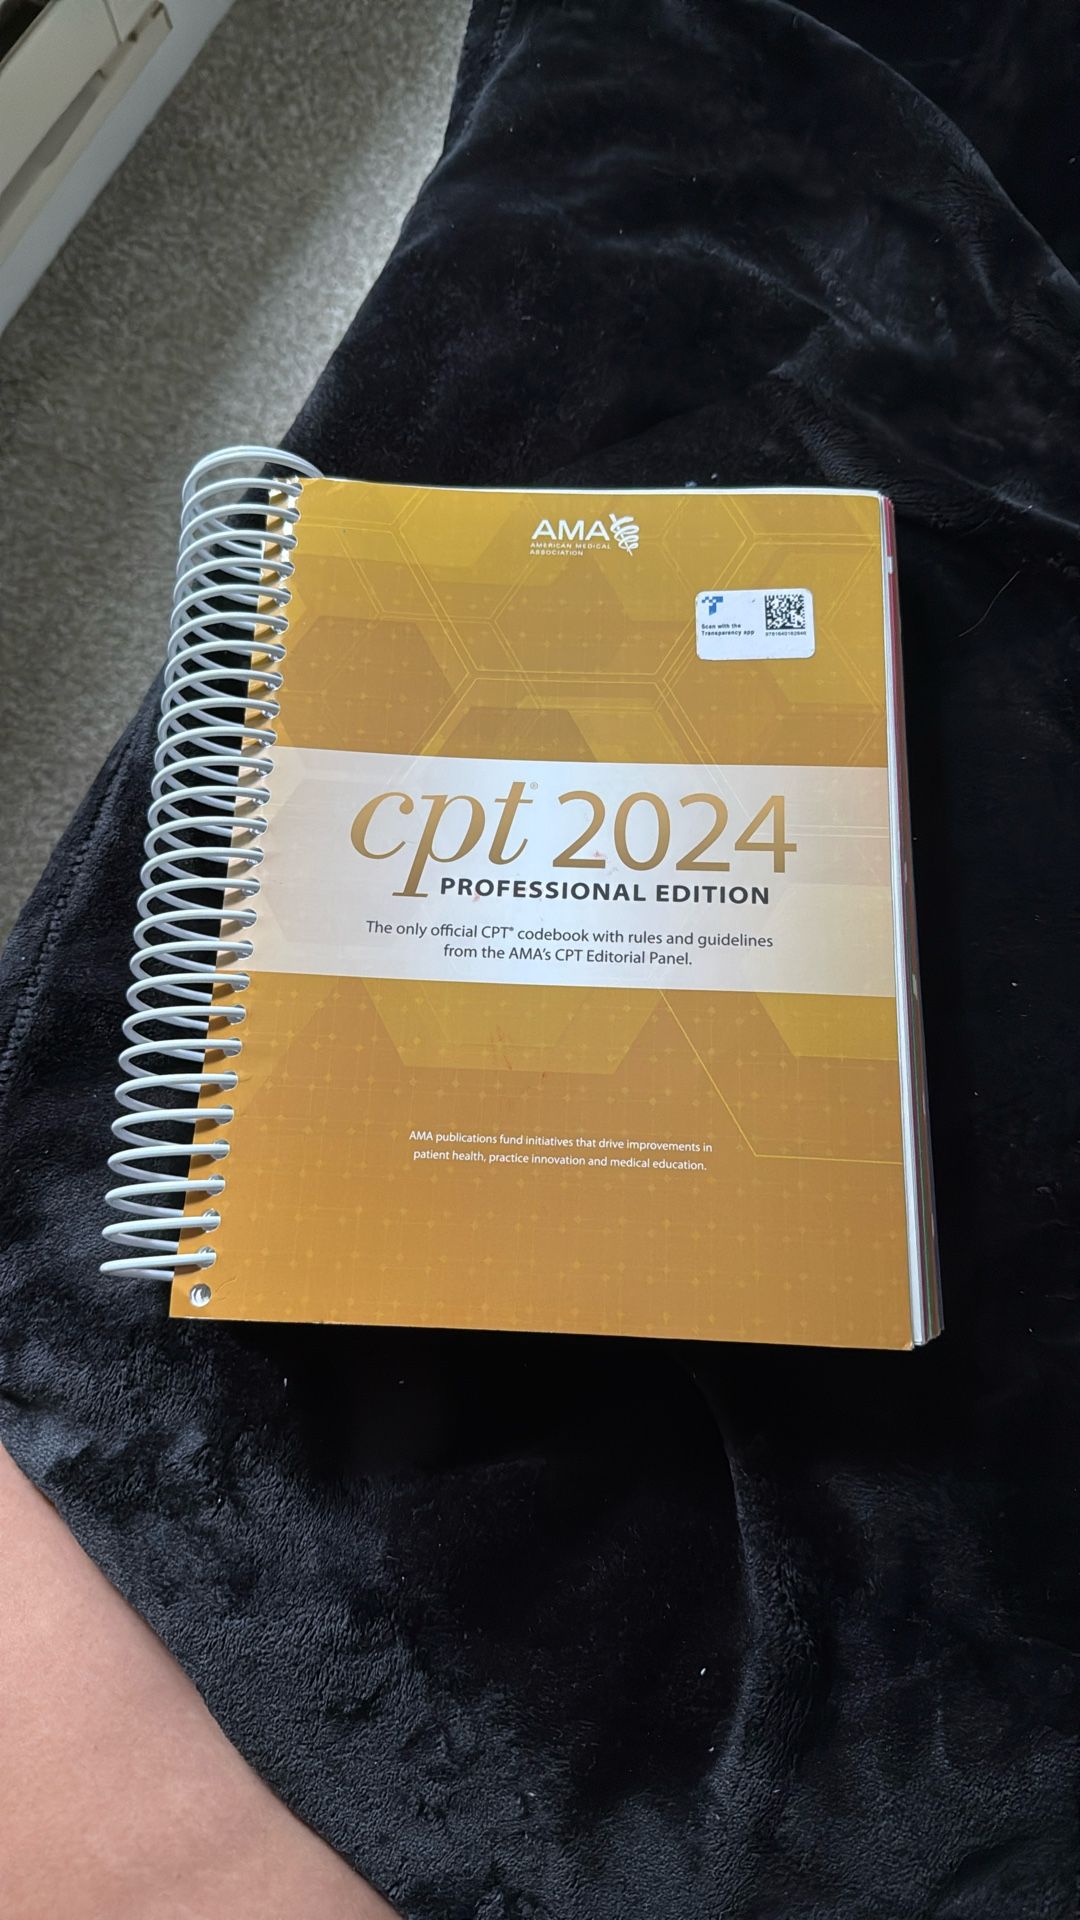 AMA
AMERICAN MEDICAL
ASSOCIATION
Scan with the
Transparency app
9781640162846
cpt® 2024
PROFESSIONAL EDITION
The only official CPT® codebook with rules and guidelines
from the AMA's CPT Editorial Panel.
AMA publications fund initiatives that drive improvements in
patient health, practice innovation and medical education.